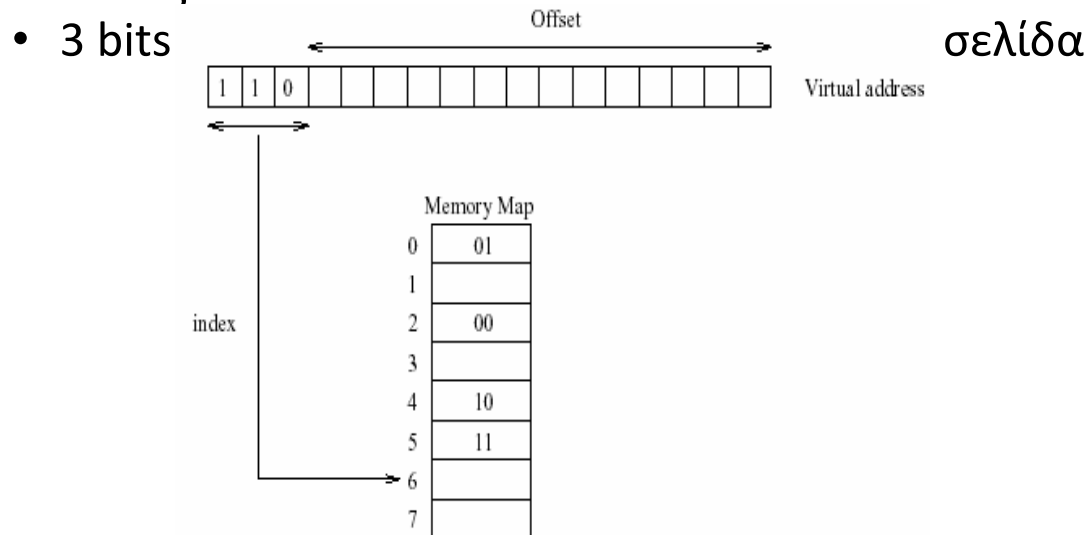 Offset
• 3 bits σελίδα
1 1 0 Virtual address
Memory Map
0 01
1
index 2 00
3
4 10
5 11
6
7